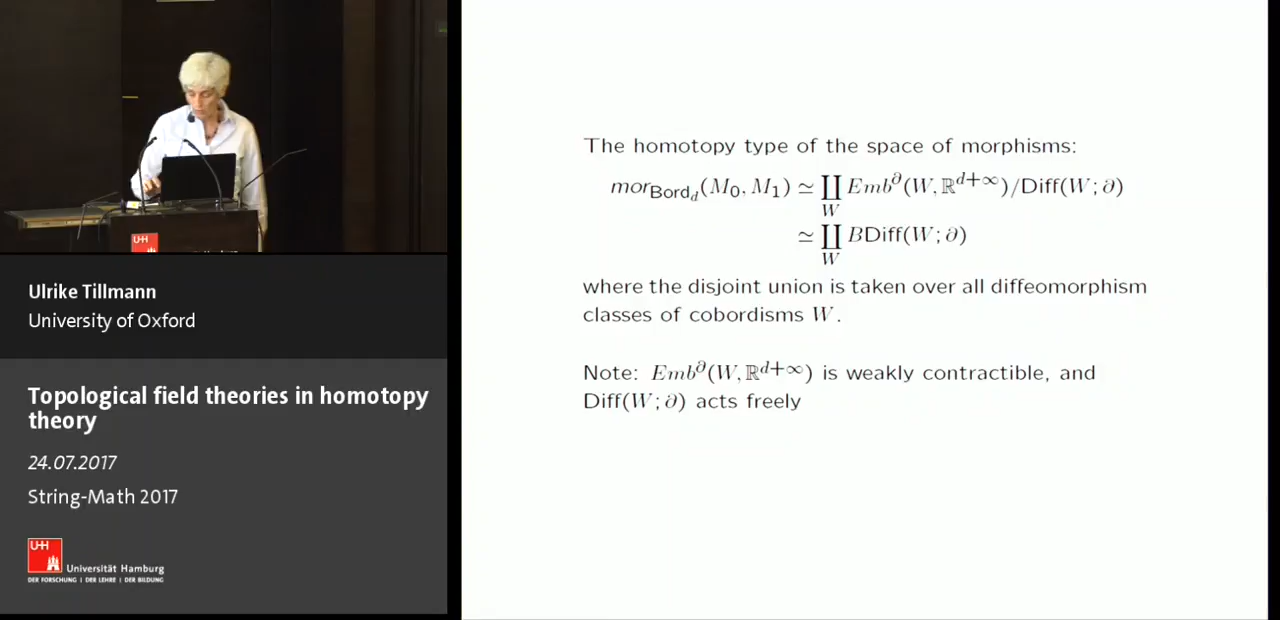 The homotopy type of the space of morphisms:
mor_{Bord_d}(M_0, M_1) ≃ ∐_W Emb^∂(W, ℝ^{d+∞})/Diff(W; ∂)
≃ ∐_W BDiff(W; ∂)
where the disjoint union is taken over all diffeomorphism
classes of cobordisms W.
Note: Emb^∂(W, ℝ^{d+∞}) is weakly contractible, and
Diff(W; ∂) acts freely
UH
Ulrike Tillmann
University of Oxford
Topological field theories in homotopy
theory
24.07.2017
String-Math 2017
UH
Universität Hamburg
DER FORSCHUNG | DER LEHRE | DER BILDUNG